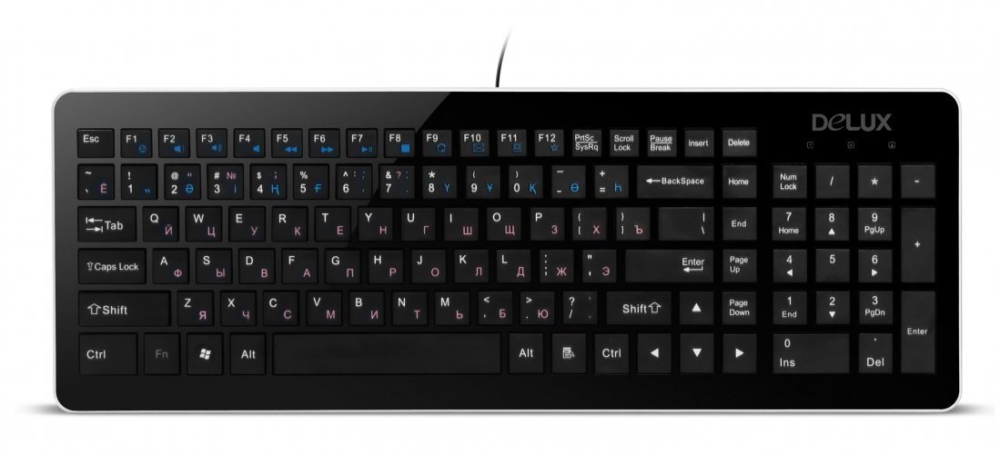 DeLUX
Esc F1 F2 F3 F4 F5 F6 F7 F8 F9 F10 F11 F12 PrtSc SysRq Scroll Lock Pause Break Insert Delete
~ ` Ё ! 1 @ " 2 Ә # № 3 $ ; 4 Ң % : 5 Ғ ^ 6 & ? 7 * 8 Ү ( 9 Ұ ) 0 Қ _ - Ө + = Һ BackSpace Home Num Lock / * -
Tab Q Й W Ц E У R К T Е Y Н U Г I Ш O Щ P З { [ Х } ] Ъ | \ End 7 Home 8 9 PgUp +
Caps Lock A Ф S Ы D В F А G П H Р J О K Л L Д : ; Ж " ' Э Enter Page Up 4 5 6
Shift Z Я X Ч C С V М B И N Т M Ь < , Б > . Ю ? / Shift Page Down 1 End 2 3 PgDn Enter
Ctrl Fn Alt Alt Ctrl 0 Ins . Del